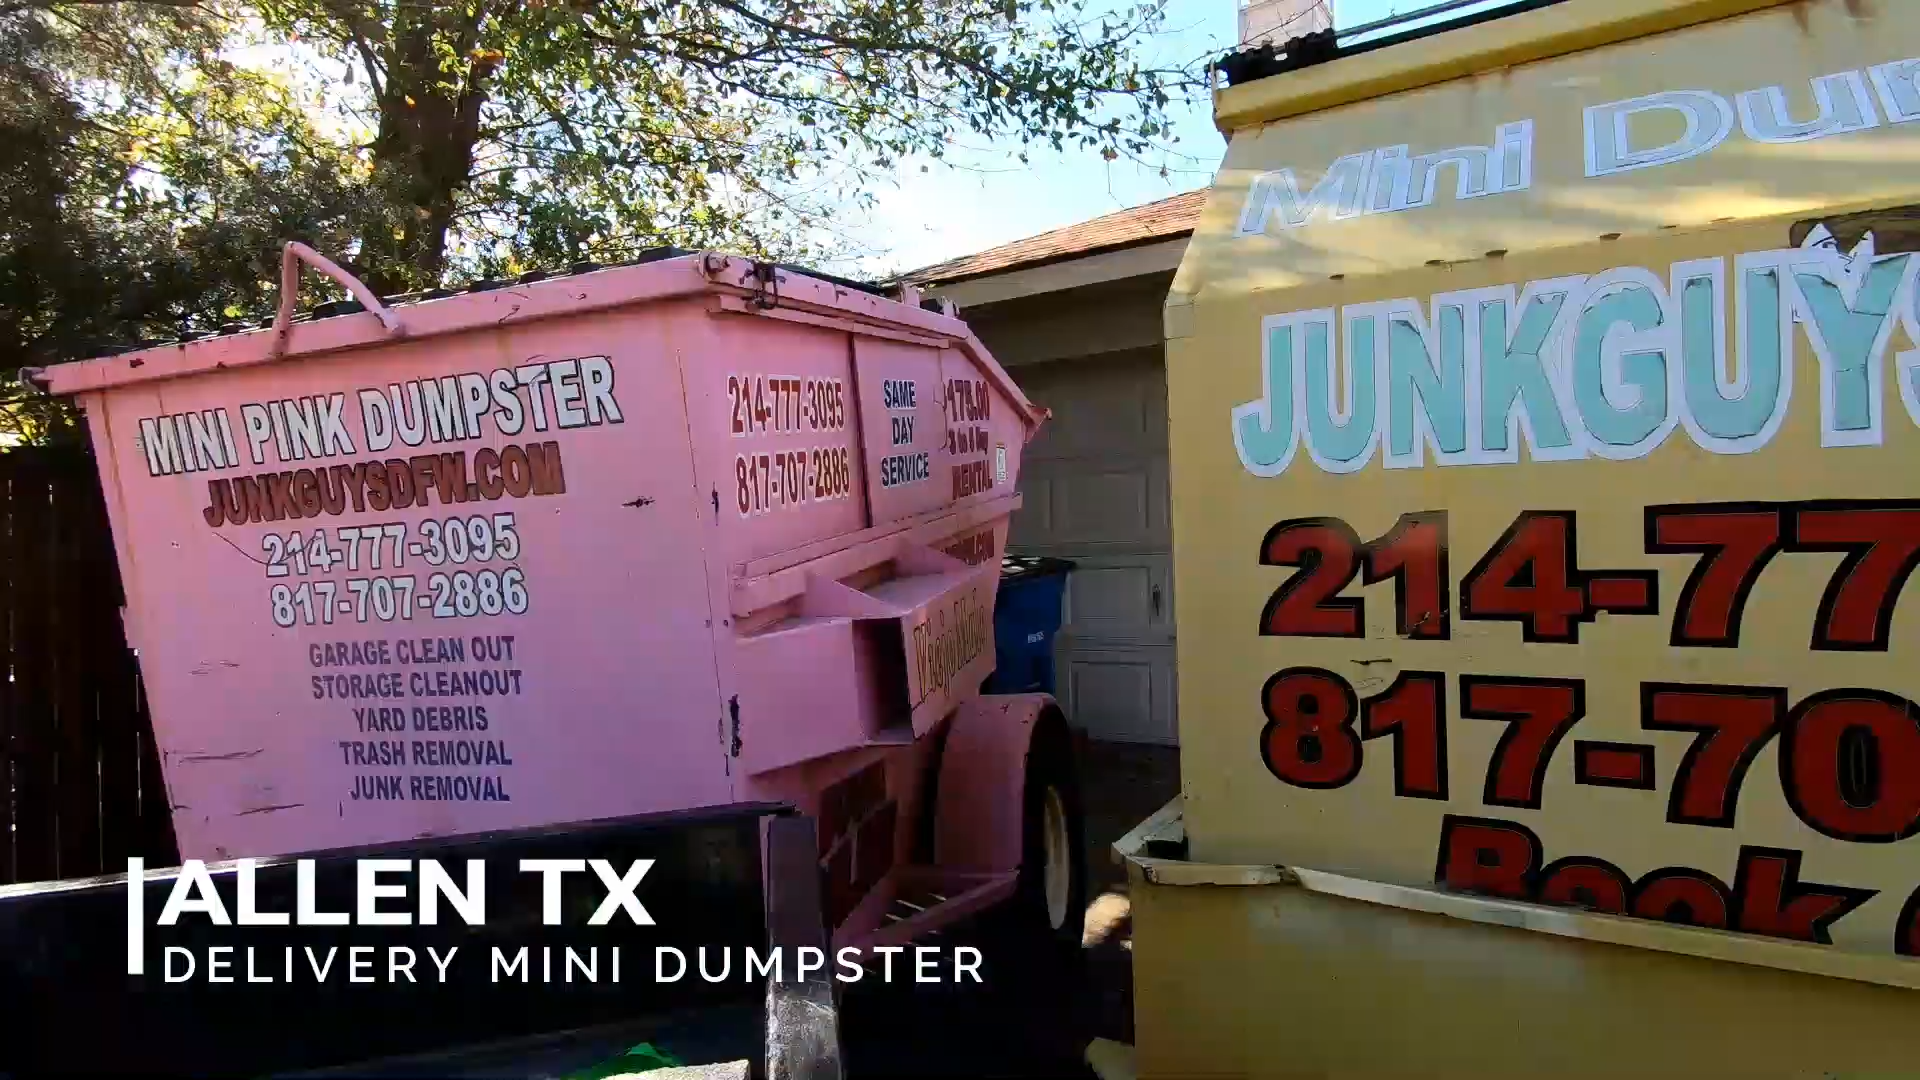 MINI PINK DUMPSTER
JUNKGUYSDFW.COM
214-777-3095
817-707-2886
GARAGE CLEAN OUT
STORAGE CLEANOUT
YARD DEBRIS
TRASH REMOVAL
JUNK REMOVAL
214-777-3095
817-707-2886
SAME
DAY
SERVICE
RENTAL
Mini Dum
JUNKGUYS
214-77
817-70
Book
ALLEN TX
DELIVERY MINI DUMPSTER